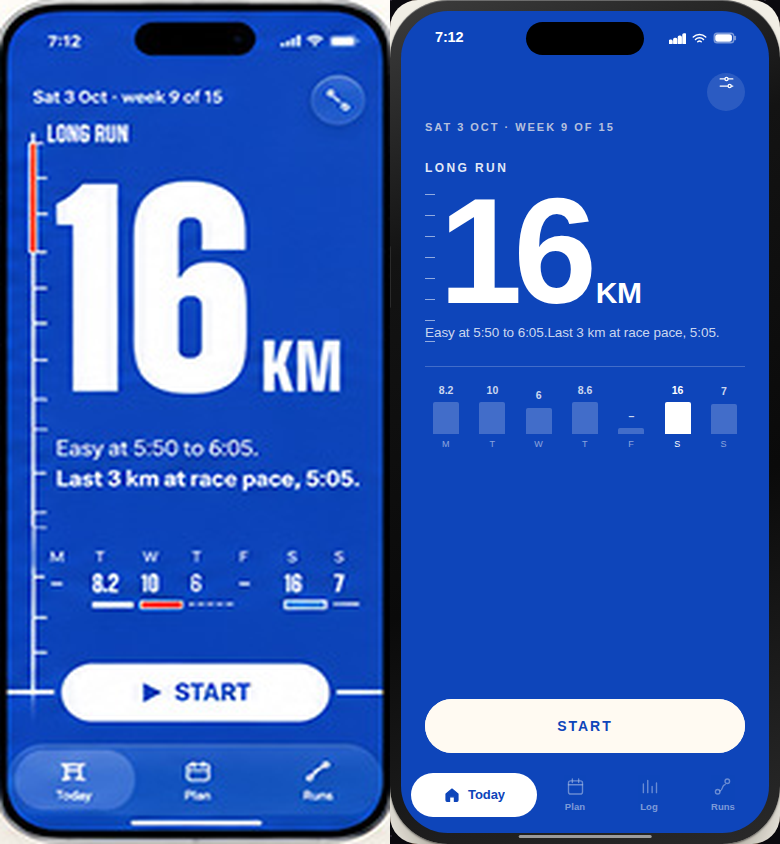 7:12
Sat 3 Oct · week 9 of 15
LONG RUN
16 KM
Easy at 5:50 to 6:05.
Last 3 km at race pace, 5:05.
M T W T F S S
– 8.2 10 6 – 16 7
START
Today Plan Runs
7:12
SAT 3 OCT · WEEK 9 OF 15
LONG RUN
16 KM
Easy at 5:50 to 6:05.Last 3 km at race pace, 5:05.
8.2 10 6 8.6 – 16 7
M T W T F S S
START
Today Plan Log Runs